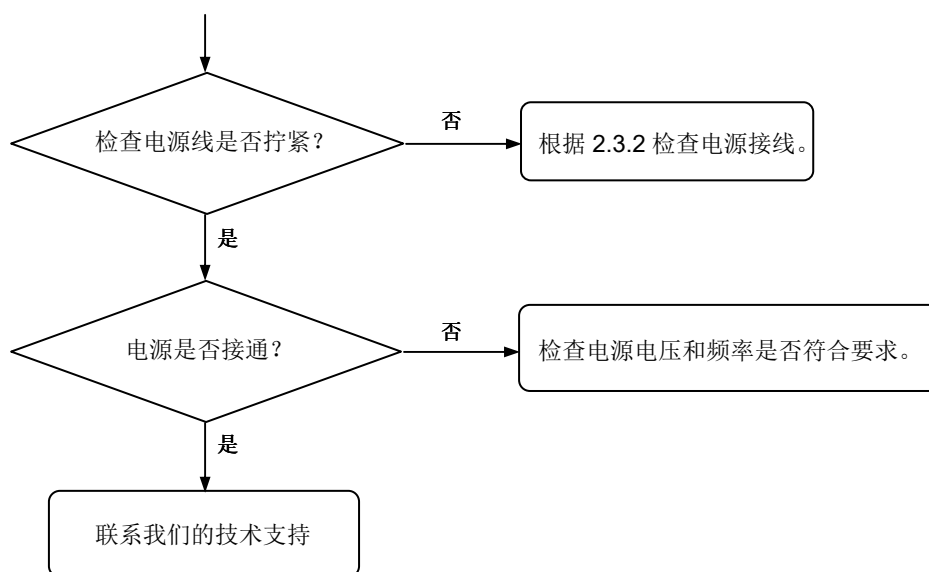 检查电源线是否拧紧？
否
根据 2.3.2 检查电源接线。
是
电源是否接通？
否
检查电源电压和频率是否符合要求。
是
联系我们的技术支持